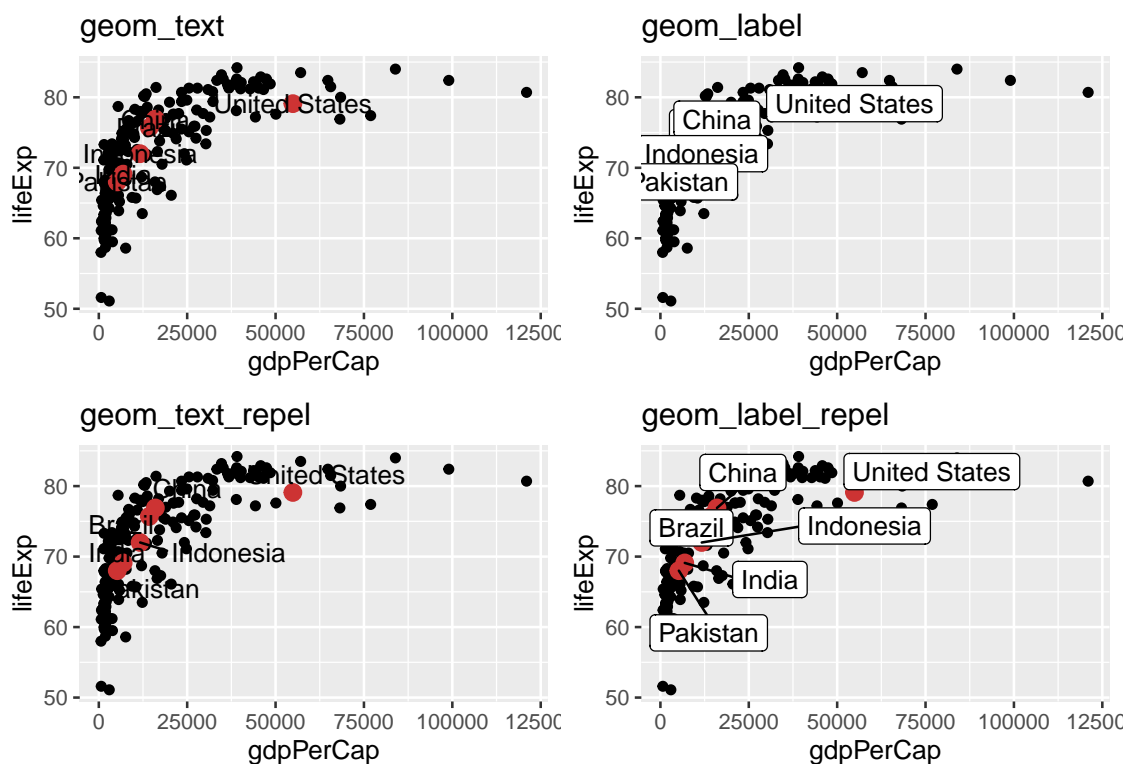 geom_text
80
70
60
50
lifeExp
United States
China
Indonesia
India
Pakistan
0 25000 50000 75000 100000
gdpPerCap
geom_label
80
70
60
50
lifeExp
United States
China
Indonesia
Pakistan
0 25000 50000 75000 100000
gdpPerCap
geom_text_repel
80
70
60
50
lifeExp
United States
China
Brazil
India
Indonesia
Pakistan
0 25000 50000 75000 100000
gdpPerCap
geom_label_repel
80
70
60
50
lifeExp
China
United States
Brazil
Indonesia
India
Pakistan
0 25000 50000 75000 100000
gdpPerCap